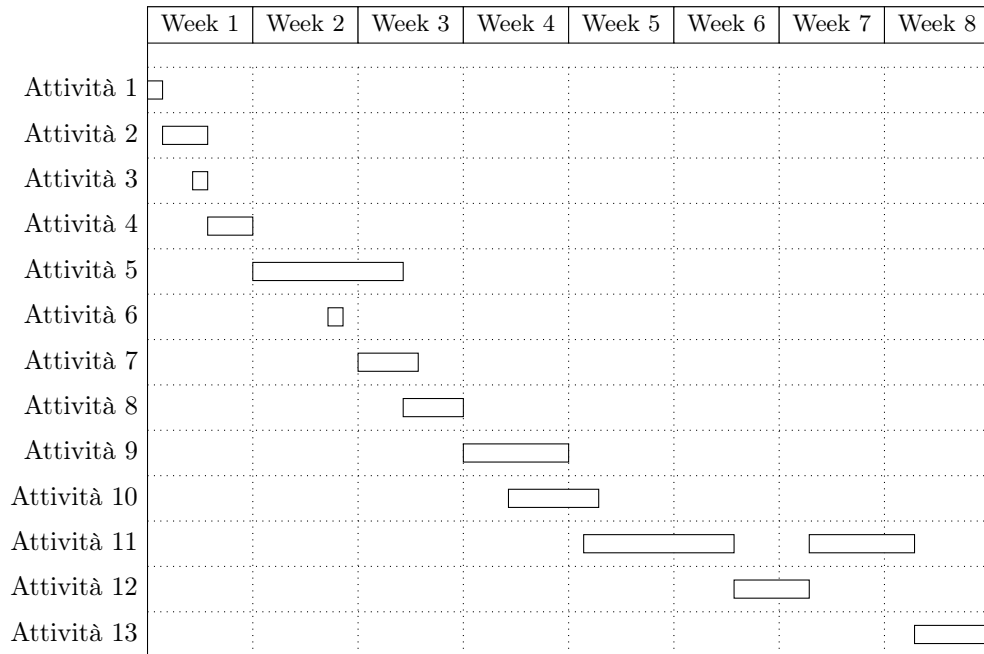 Week 1 Week 2 Week 3 Week 4 Week 5 Week 6 Week 7 Week 8
Attività 1
Attività 2
Attività 3
Attività 4
Attività 5
Attività 6
Attività 7
Attività 8
Attività 9
Attività 10
Attività 11
Attività 12
Attività 13